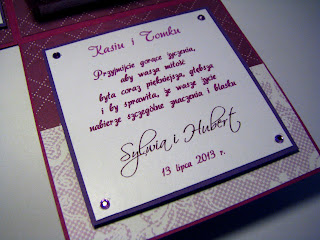 Kasiu i Tomku
Przyjmijcie gorące życzenia,
aby wasza miłość
była coraz piękniejsza, głębsza
i by sprawiła, że wasze życie
nabierze szczególne znaczenia i blasku
Sylwia i Hubert
13 lipca 2013 r.